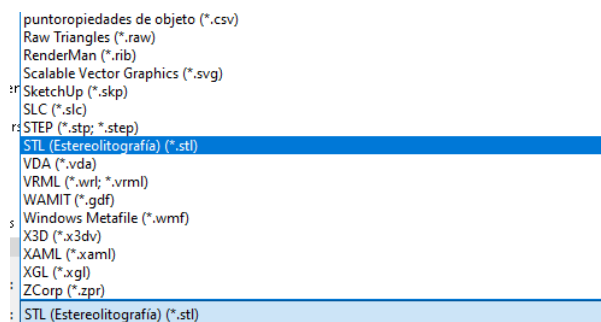 puntoropiedades de objeto (*.csv)
Raw Triangles (*.raw)
RenderMan (*.rib)
Scalable Vector Graphics (*.svg)
SketchUp (*.skp)
SLC (*.slc)
STEP (*.stp; *.step)
STL (Estereolitografía) (*.stl)
VDA (*.vda)
VRML (*.wrl; *.vrml)
WAMIT (*.gdf)
Windows Metafile (*.wmf)
X3D (*.x3dv)
XAML (*.xaml)
XGL (*.xgl)
ZCorp (*.zpr)
STL (Estereolitografía) (*.stl)